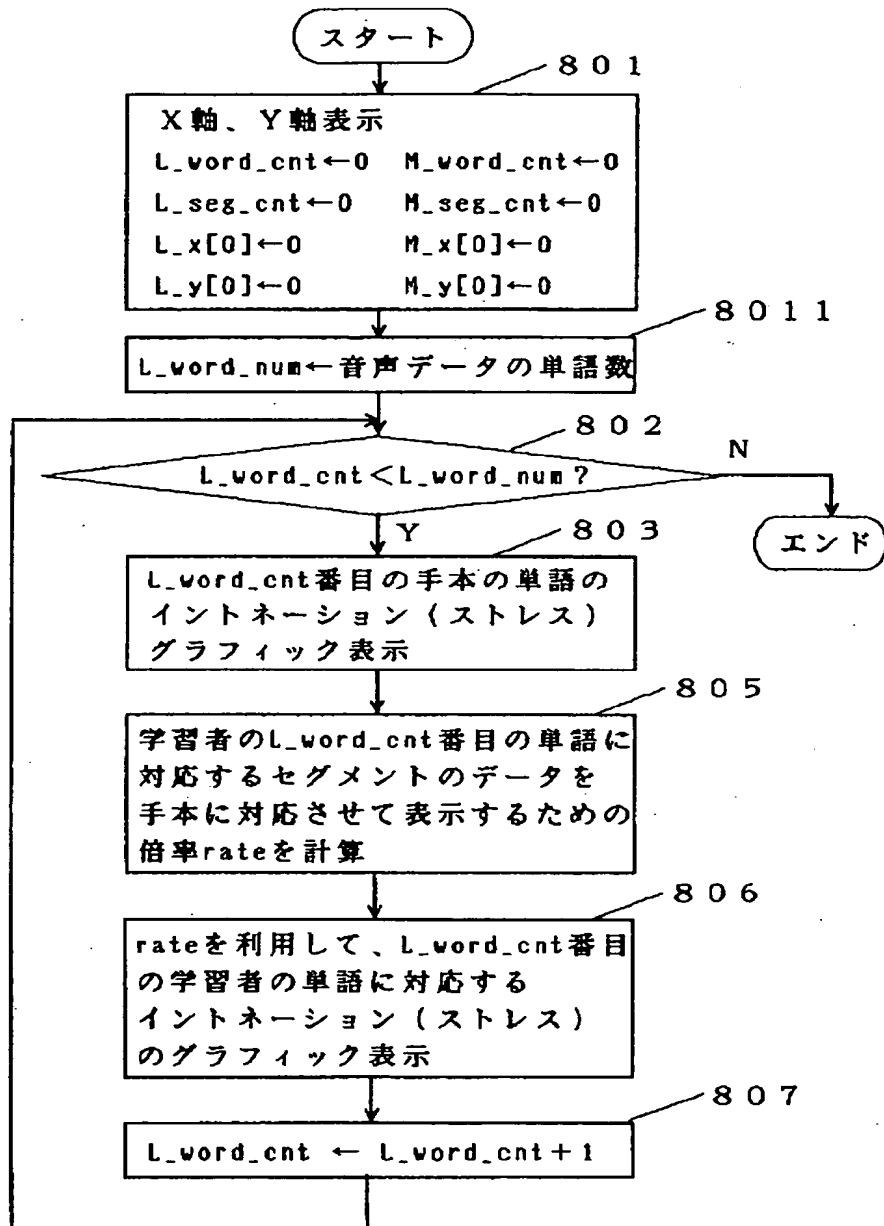 スタート
801
X軸、Y軸表示
L_word_cnt←0 M_word_cnt←0
L_seg_cnt←0 M_seg_cnt←0
L_x[0]←0 M_x[0]←0
L_y[0]←0 M_y[0]←0
8011
L_word_num←音声データの単語数
802
L_word_cnt<L_word_num?
N
エンド
Y
803
L_word_cnt番目の手本の単語の
イントネーション(ストレス)
グラフィック表示
805
学習者のL_word_cnt番目の単語に
対応するセグメントのデータを
手本に対応させて表示するための
倍率rateを計算
806
rateを利用して、L_word_cnt番目
の学習者の単語に対応する
イントネーション(ストレス)
のグラフィック表示
807
L_word_cnt ← L_word_cnt+1